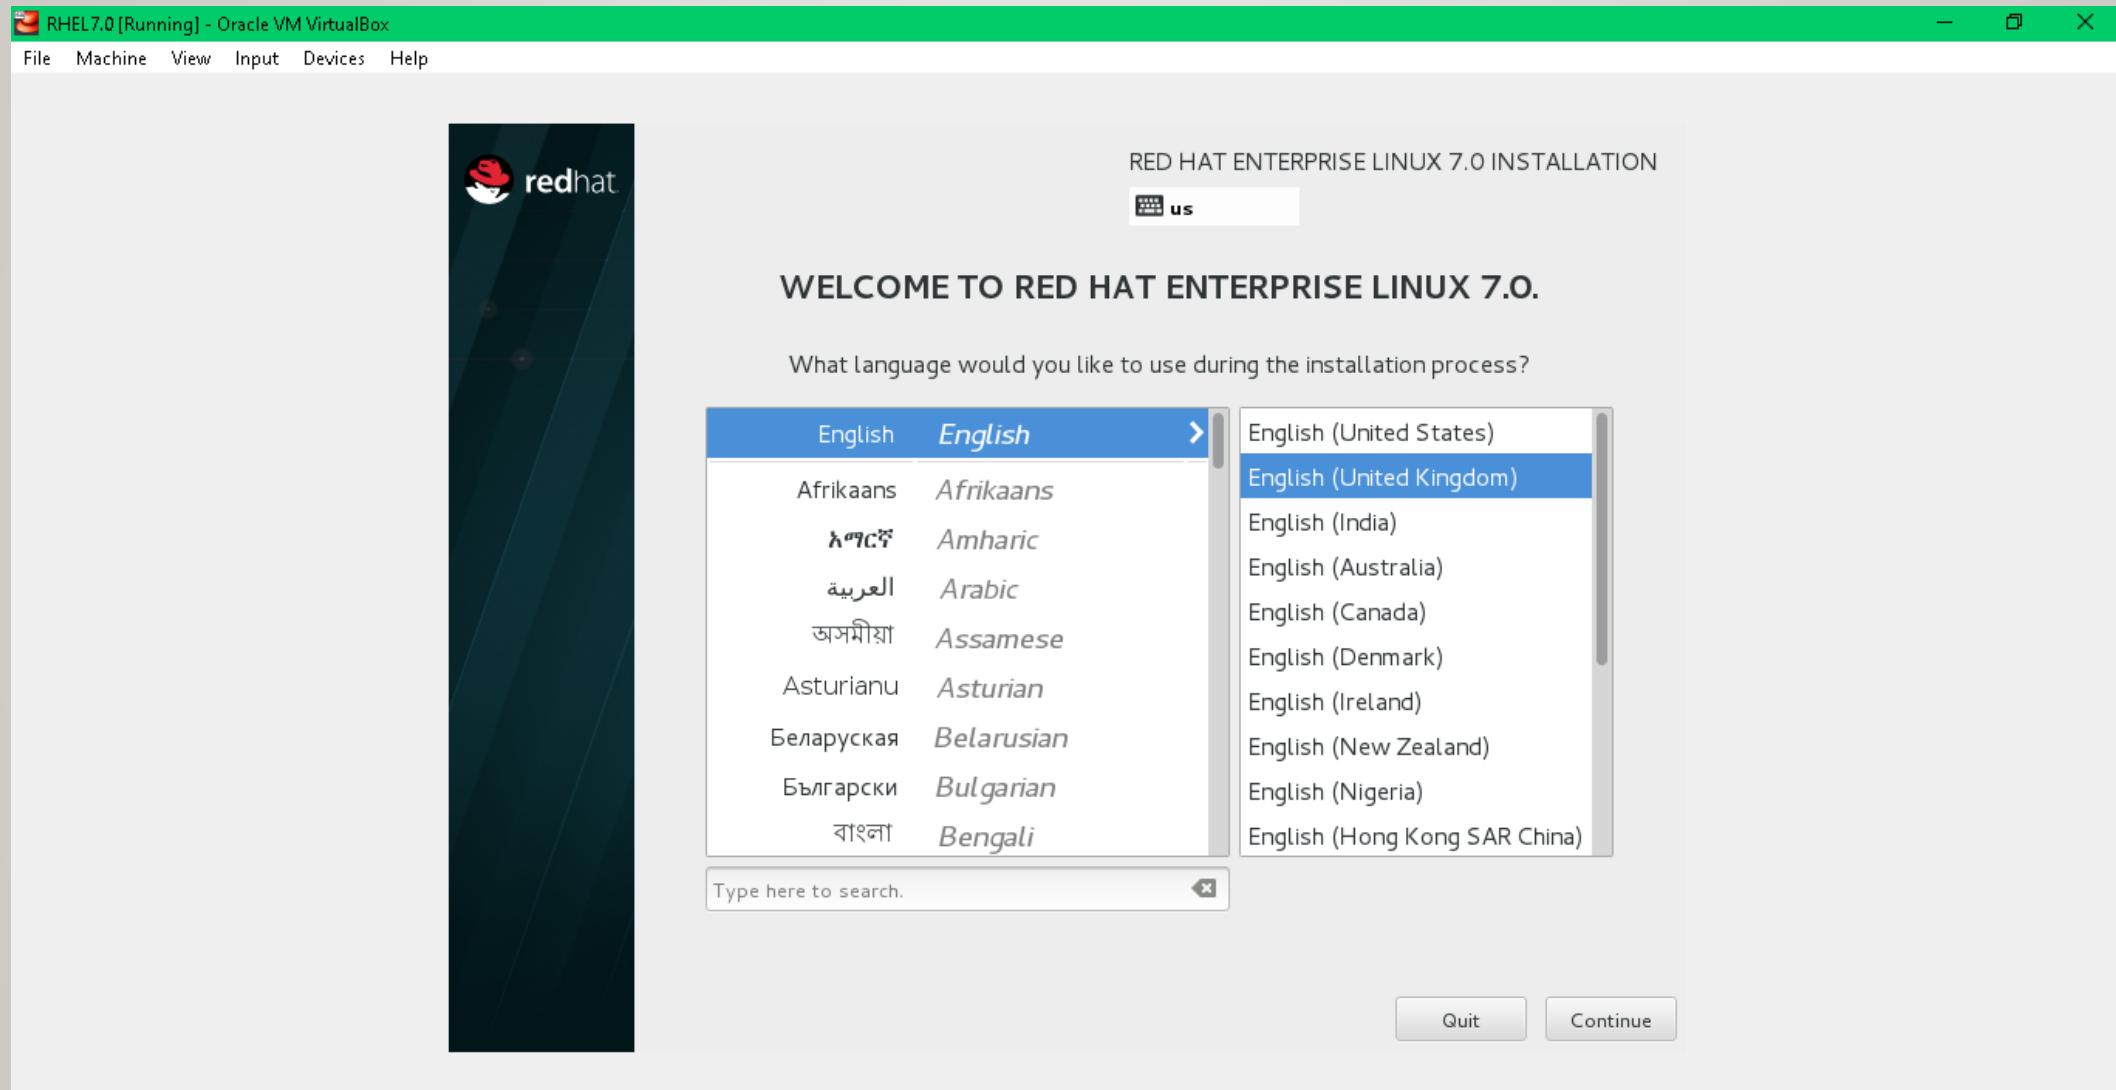 RHEL7.0 [Running] - Oracle VM VirtualBox
File Machine View Input Devices Help
redhat.
RED HAT ENTERPRISE LINUX 7.0 INSTALLATION
us
WELCOME TO RED HAT ENTERPRISE LINUX 7.0.
What language would you like to use during the installation process?
English English
Afrikaans Afrikaans
አማርኛ Amharic
العربية Arabic
অসমীয়া Assamese
Asturianu Asturian
Беларуская Belarusian
Български Bulgarian
বাংলা Bengali
English (United States)
English (United Kingdom)
English (India)
English (Australia)
English (Canada)
English (Denmark)
English (Ireland)
English (New Zealand)
English (Nigeria)
English (Hong Kong SAR China)
Type here to search.
Quit Continue